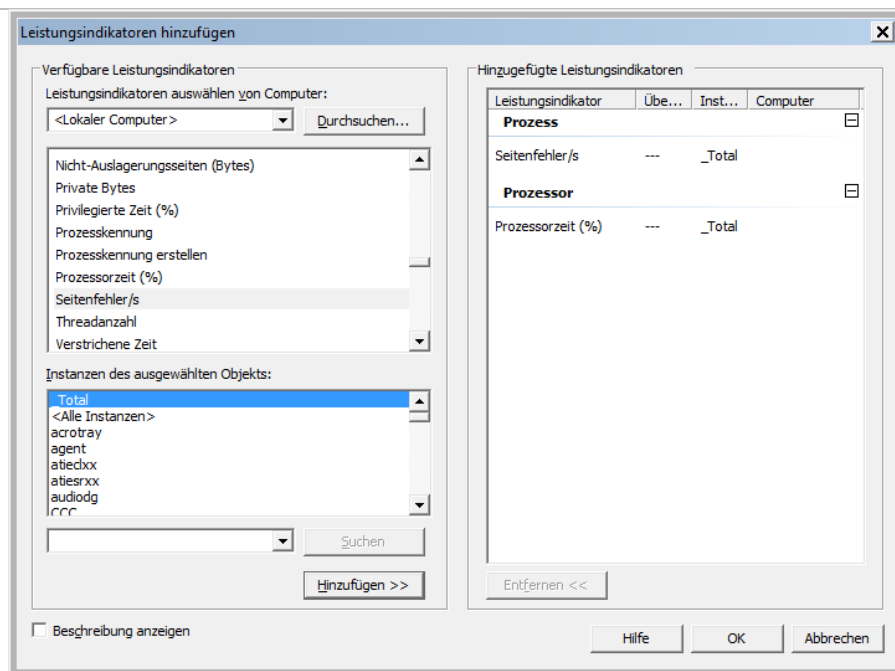 Leistungsindikatoren hinzufügen
Verfügbare Leistungsindikatoren
Leistungsindikatoren auswählen von Computer:
<Lokaler Computer>
Durchsuchen...
Nicht-Auslagerungsseiten (Bytes)
Private Bytes
Privilegierte Zeit (%)
Prozesskennung
Prozesskennung erstellen
Prozessorzeit (%)
Seitenfehler/s
Threadanzahl
Verstrichene Zeit
Instanzen des ausgewählten Objekts:
_Total
<Alle Instanzen>
acrotray
agent
atieclxx
atiesrxx
audiodg
CCC
Suchen
Hinzufügen >>
Beschreibung anzeigen
Hinzugefügte Leistungsindikatoren
Leistungsindikator Übe... Inst... Computer
Prozess
Seitenfehler/s --- _Total
Prozessor
Prozessorzeit (%) --- _Total
Entfernen <<
Hilfe OK Abbrechen